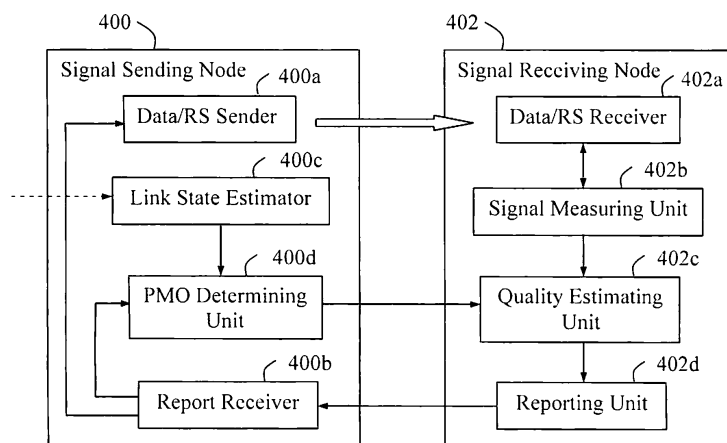 400
402
Signal Sending Node
Signal Receiving Node
400a
402a
Data/RS Sender
Data/RS Receiver
400c
402b
Link State Estimator
Signal Measuring Unit
400d
402c
PMO Determining
Unit
Quality Estimating
Unit
400b
402d
Report Receiver
Reporting Unit